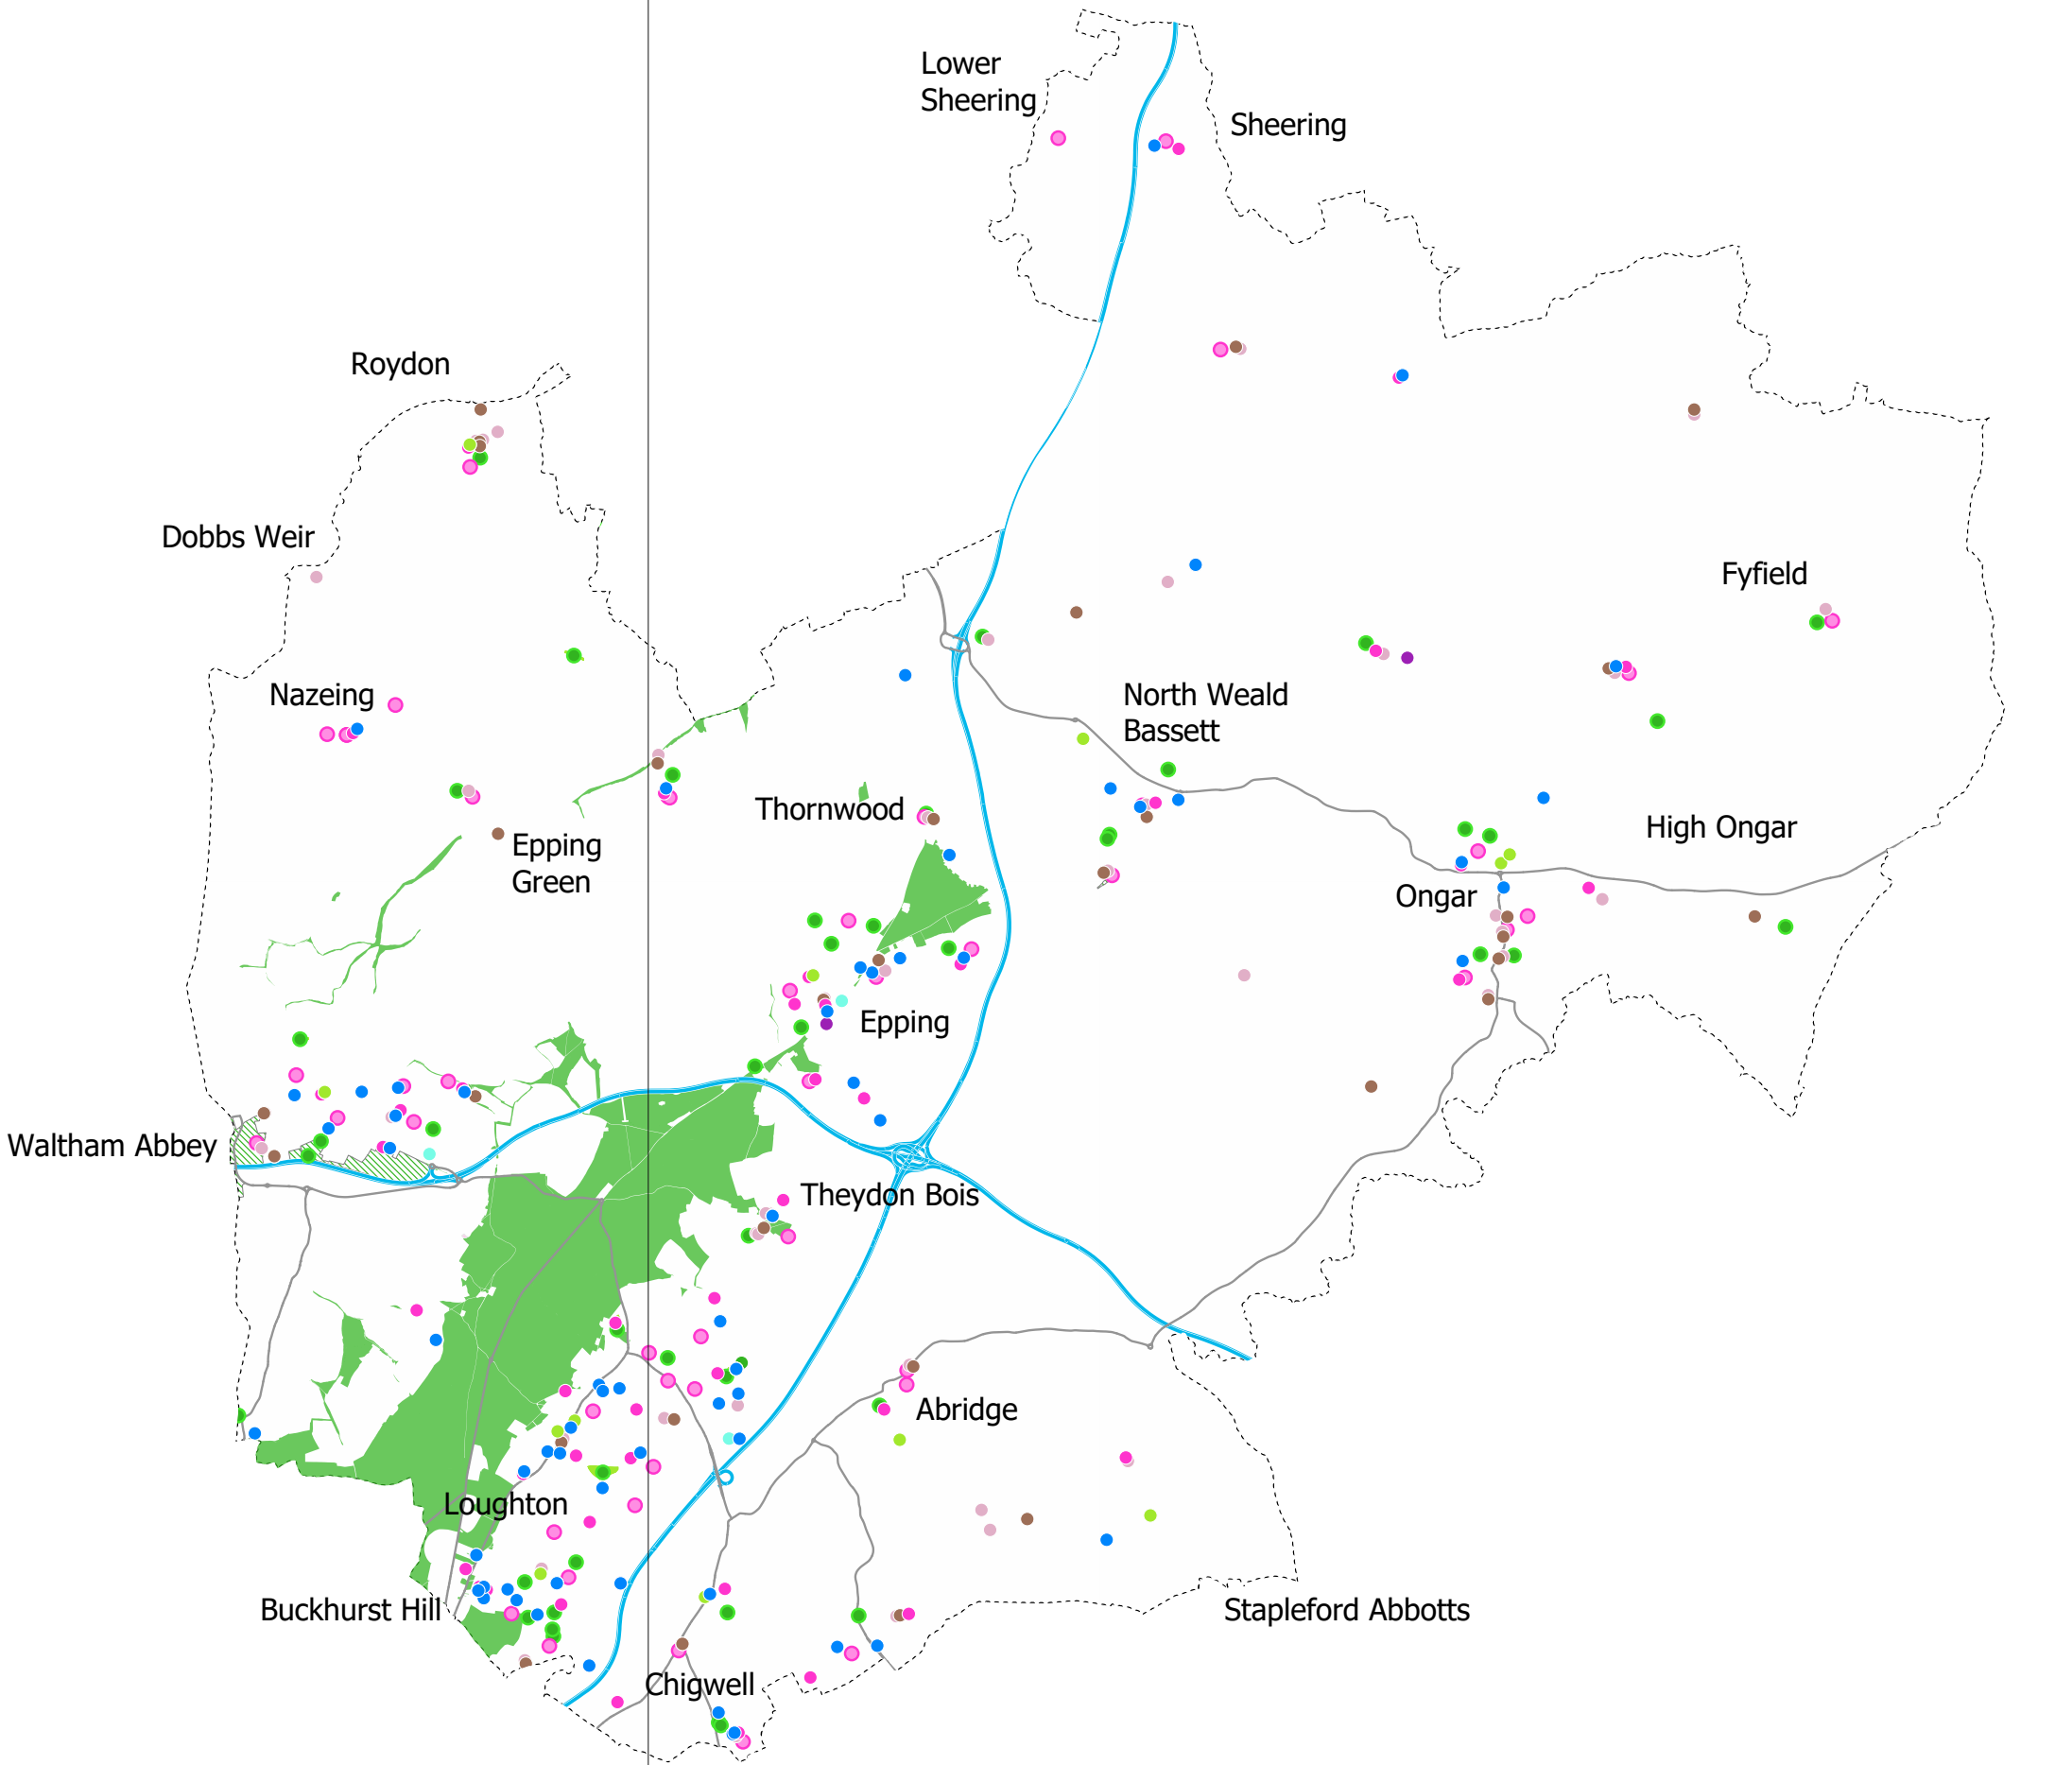 Lower
Sheering
Sheering
Roydon
Dobbs Weir
Fyfield
Nazeing
North Weald
Bassett
Thornwood
High Ongar
Epping
Green
Ongar
Epping
Waltham Abbey
Theydon Bois
Abridge
Loughton
Buckhurst Hill
Stapleford Abbotts
Chigwell